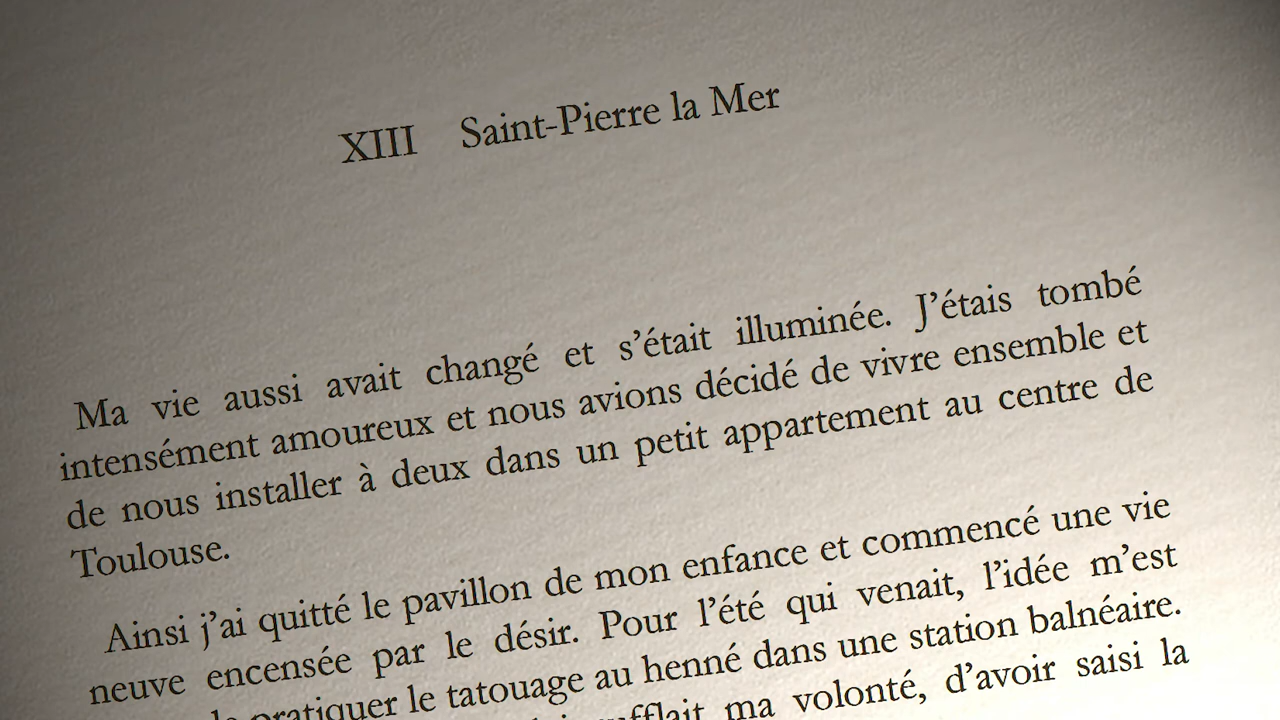 XIII Saint-Pierre la Mer
Ma vie aussi avait changé et s'était illuminée. J'étais tombé
intensément amoureux et nous avions décidé de vivre ensemble et
de nous installer à deux dans un petit appartement au centre de
Toulouse.
Ainsi j'ai quitté le pavillon de mon enfance et commencé une vie
neuve encensée par le désir. Pour l'été qui venait, l'idée m'est
pratiquer le tatouage au henné dans une station balnéaire.
ma volonté, d'avoir saisi la